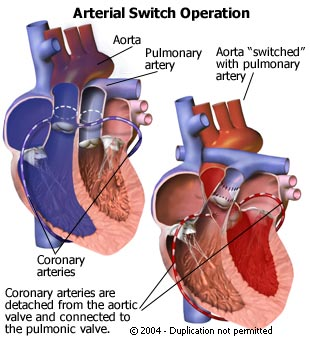 Arterial Switch Operation
Aorta
Pulmonary
artery
Aorta “switched”
with pulmonary
artery
Coronary
arteries
Coronary arteries are
detached from the aortic
valve and connected to
the pulmonic valve.
© 2004 - Duplication not permitted